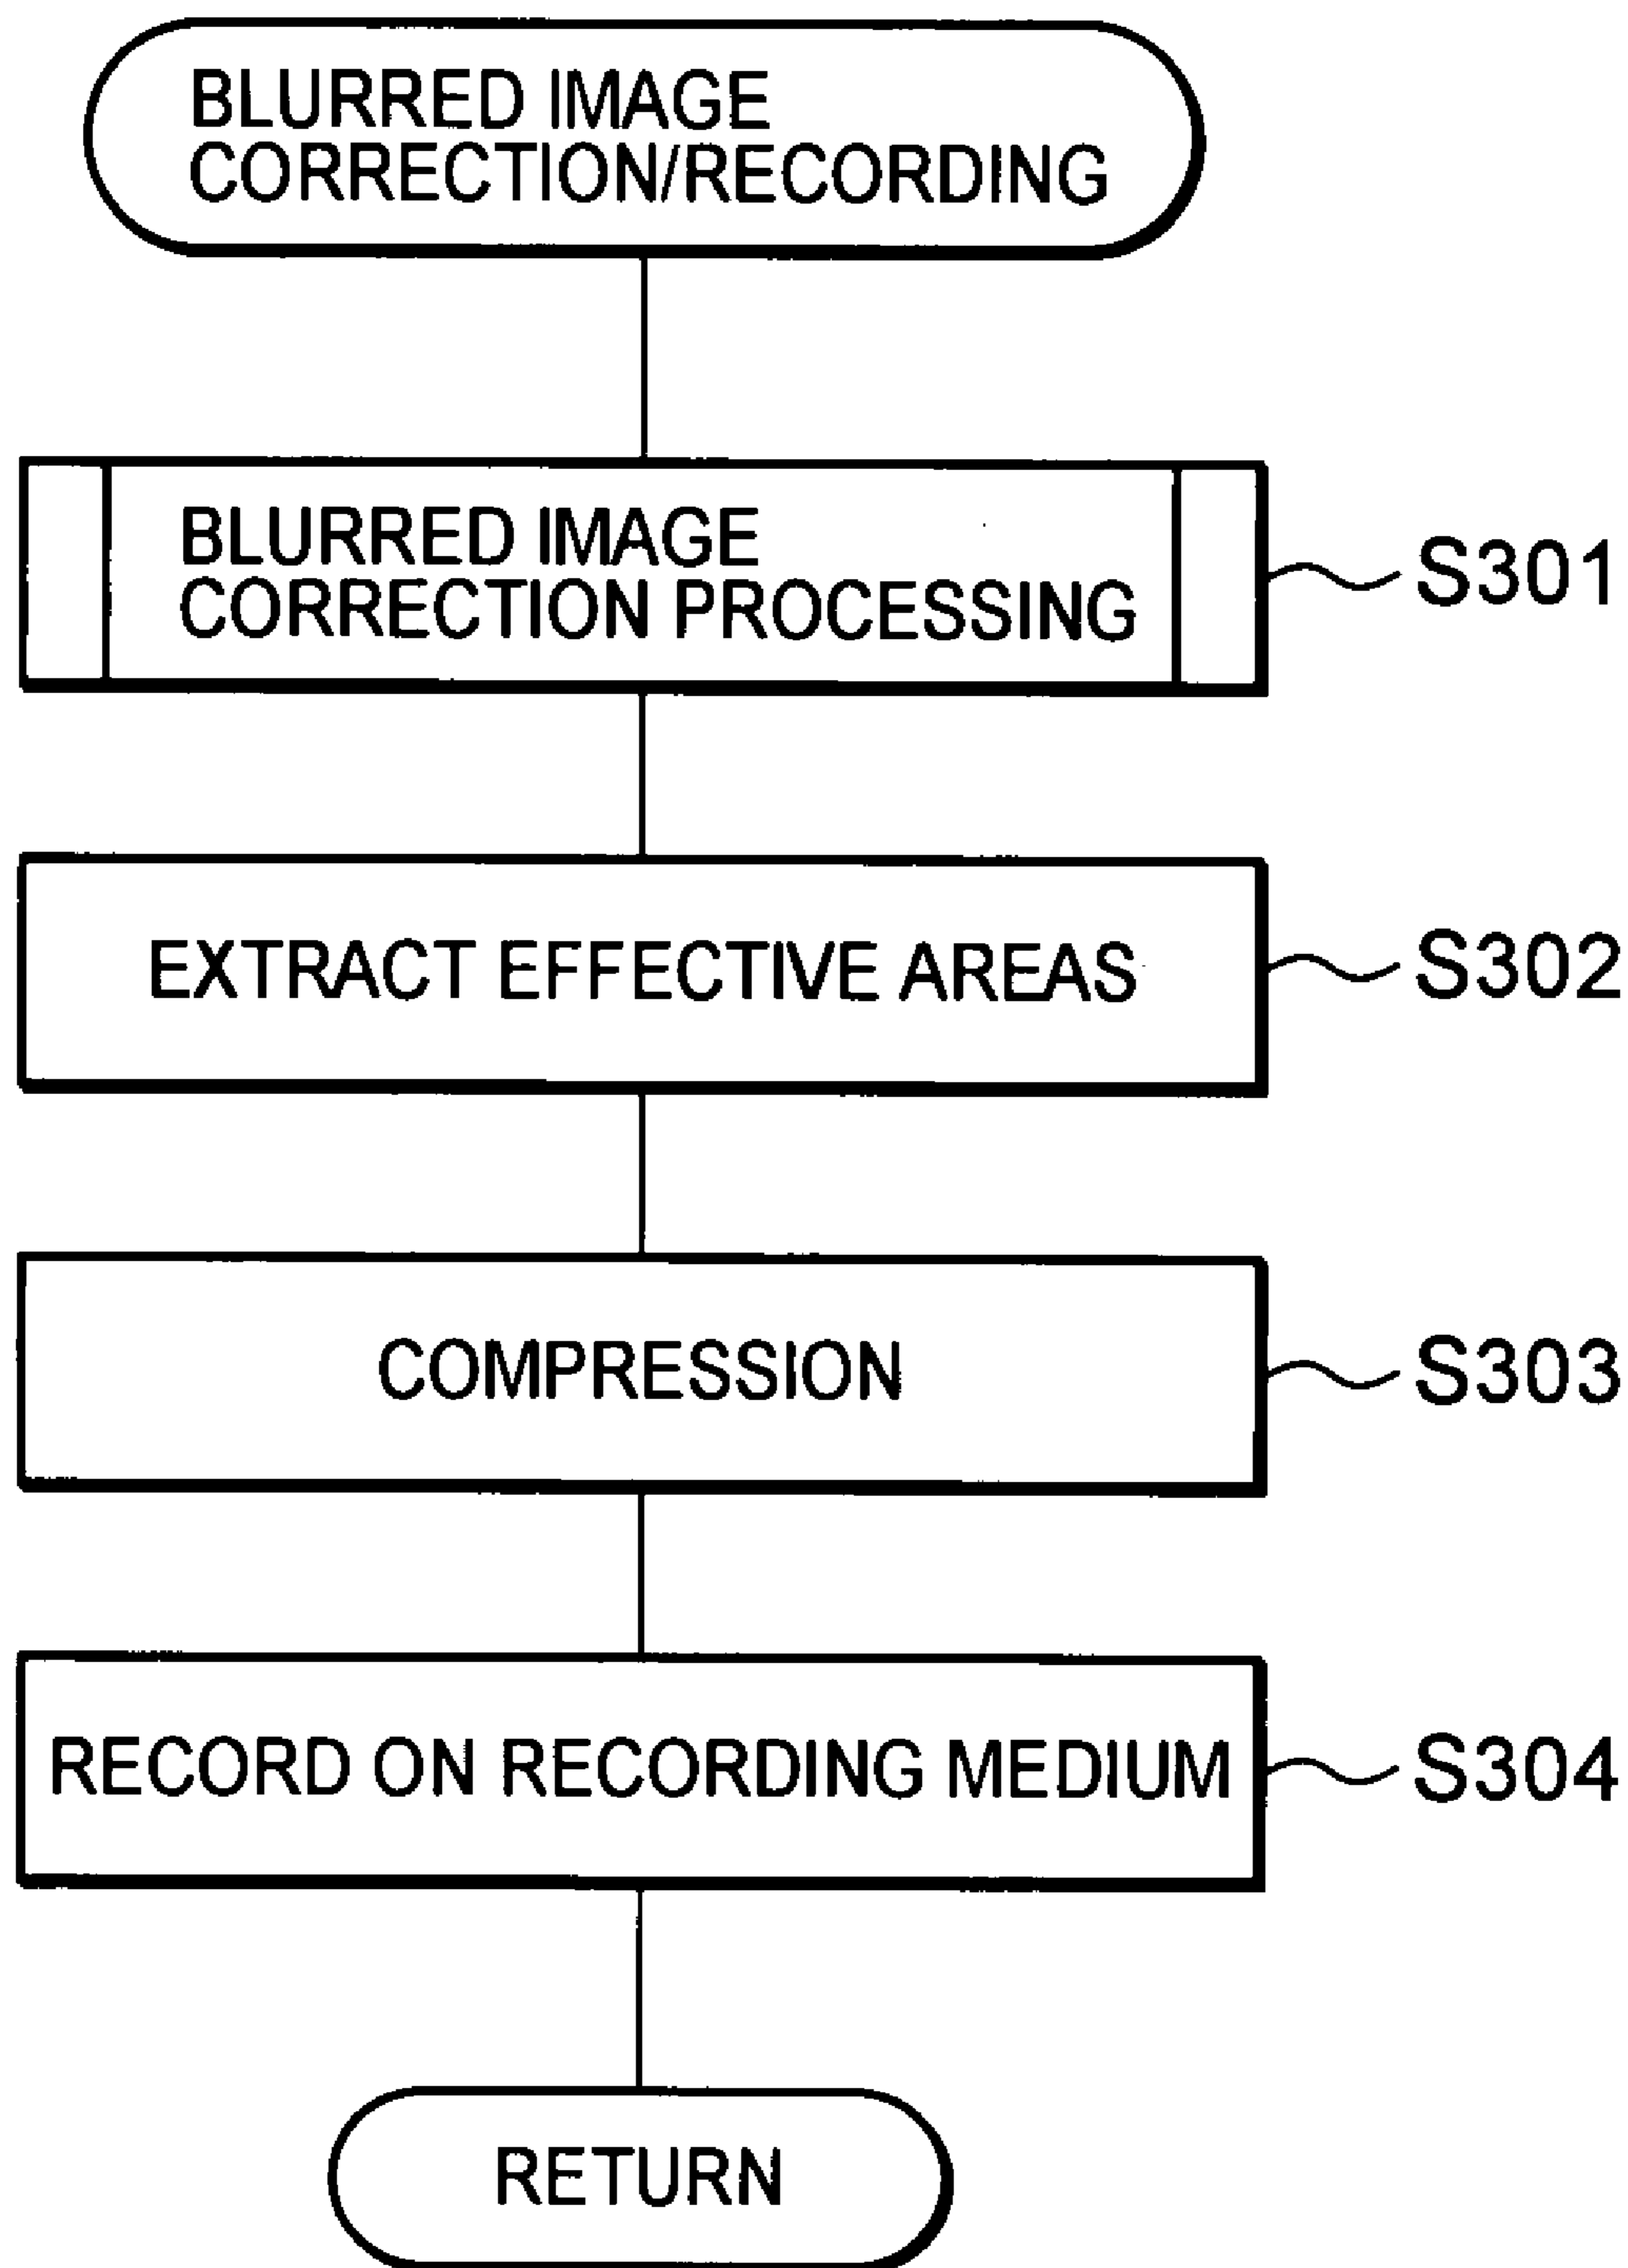 BLURRED IMAGE
CORRECTION/RECORDING
BLURRED IMAGE
CORRECTION PROCESSING
S301
EXTRACT EFFECTIVE AREAS
S302
COMPRESSION
S303
RECORD ON RECORDING MEDIUM
S304
RETURN